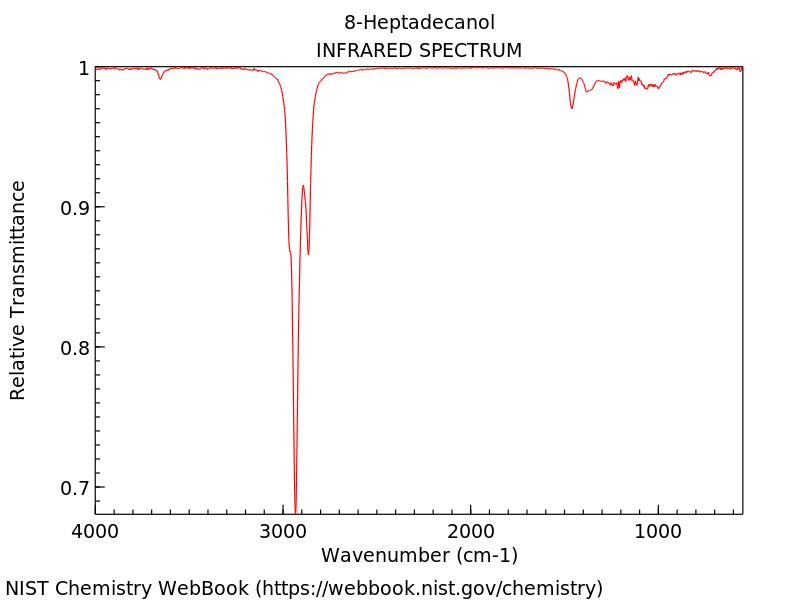 8-Heptadecanol
INFRARED SPECTRUM
1
0.9
0.8
0.7
Relative Transmittance
4000 3000 2000 1000
Wavenumber (cm-1)
NIST Chemistry WebBook (https://webbook.nist.gov/chemistry)